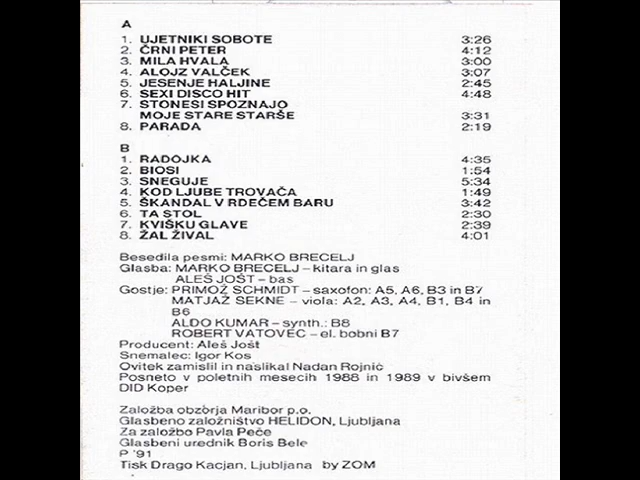 A
1. UJETNIKI SOBOTE 3:26
2. ČRNI PETER 4:12
3. MILA HVALA 3:00
4. ALOJZ VALČEK 3:07
5. JESENJE HALJINE 2:45
6. SEXI DISCO HIT 4:48
7. STONESI SPOZNAJO
MOJE STARE STARŠE 3:31
8. PARADA 2:19
B
1. RADOJKA 4:35
2. BIOSI 1:54
3. SNEGUJE 5:34
4. KOD LJUBE TROVAČA 1:49
5. ŠKANDAL V RDEČEM BARU 3:42
6. TA STOL 2:30
7. KVIŠKU GLAVE 2:39
8. ŽAL ŽIVAL 4:01
Besedila pesmi: MARKO BRECELJ
Glasba: MARKO BRECELJ – kitara in glas
ALEŠ JOŠT – bas
Gostje: PRIMOŽ SCHMIDT – saxofon: A5, A6, B3 in B7
MATJAŽ SEKNE – viola: A2, A3, A4, B1, B4 in
B6
ALDO KUMAR – synth.: B8
ROBERT VATOVEC – el. bobni B7
Producent: Aleš Jošt
Snemalec: Igor Kos
Ovitek zamislil in naslikal Nadan Rojnić
Posneto v poletnih mesecih 1988 in 1989 v bivšem
DID Koper
Založba obzorja Maribor p.o.
Glasbeno založništvo HELIDON, Ljubljana
Za založbo Pavla Peče
Glasbeni urednik Boris Bele
P '91
Tisk Drago Kacjan, Ljubljana by ZOM